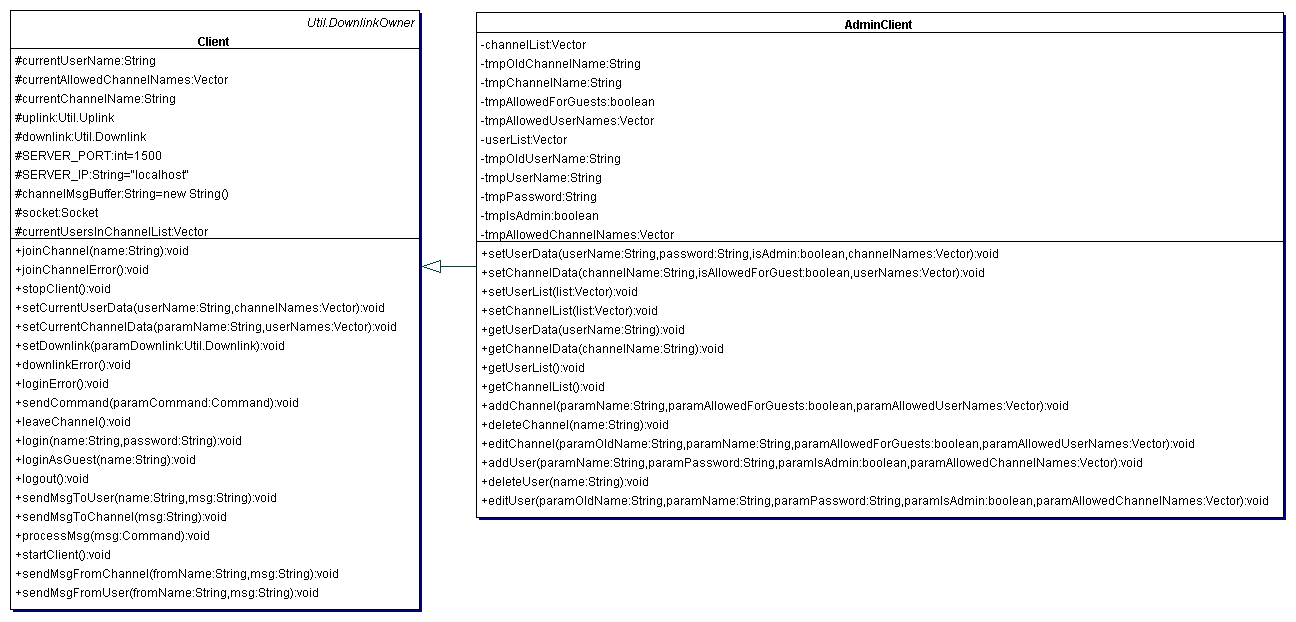 Util.DownlinkOwner
Client
#currentUserName:String
#currentAllowedChannelNames:Vector
#currentChannelName:String
#uplink:Util.Uplink
#downlink:Util.Downlink
#SERVER_PORT:int=1500
#SERVER_IP:String="localhost"
#channelMsgBuffer:String=new String()
#socket:Socket
#currentUsersInChannelList:Vector
+joinChannel(name:String):void
+joinChannelError():void
+stopClient():void
+setCurrentUserData(userName:String,channelNames:Vector):void
+setCurrentChannelData(paramName:String,userNames:Vector):void
+setDownlink(paramDownlink:Util.Downlink):void
+downlinkError():void
+loginError():void
+sendCommand(paramCommand:Command):void
+leaveChannel():void
+login(name:String,password:String):void
+loginAsGuest(name:String):void
+logout():void
+sendMsgToUser(name:String,msg:String):void
+sendMsgToChannel(msg:String):void
+processMsg(msg:Command):void
+startClient():void
+sendMsgFromChannel(fromName:String,msg:String):void
+sendMsgFromUser(fromName:String,msg:String):void
AdminClient
-channelList:Vector
-tmpOldChannelName:String
-tmpChannelName:String
-tmpAllowedForGuests:boolean
-tmpAllowedUserNames:Vector
-userList:Vector
-tmpOldUserName:String
-tmpUserName:String
-tmpPassword:String
-tmpIsAdmin:boolean
-tmpAllowedChannelNames:Vector
+setUserData(userName:String,password:String,isAdmin:boolean,channelNames:Vector):void
+setChannelData(channelName:String,isAllowedForGuest:boolean,userNames:Vector):void
+setUserList(list:Vector):void
+setChannelList(list:Vector):void
+getUserData(userName:String):void
+getChannelData(channelName:String):void
+getUserList():void
+getChannelList():void
+addChannel(paramName:String,paramAllowedForGuests:boolean,paramAllowedUserNames:Vector):void
+deleteChannel(name:String):void
+editChannel(paramOldName:String,paramName:String,paramAllowedForGuests:boolean,paramAllowedUserNames:Vector):void
+addUser(paramName:String,paramPassword:String,paramIsAdmin:boolean,paramAllowedChannelNames:Vector):void
+deleteUser(name:String):void
+editUser(paramOldName:String,paramName:String,paramPassword:String,paramIsAdmin:boolean,paramAllowedChannelNames:Vector):void